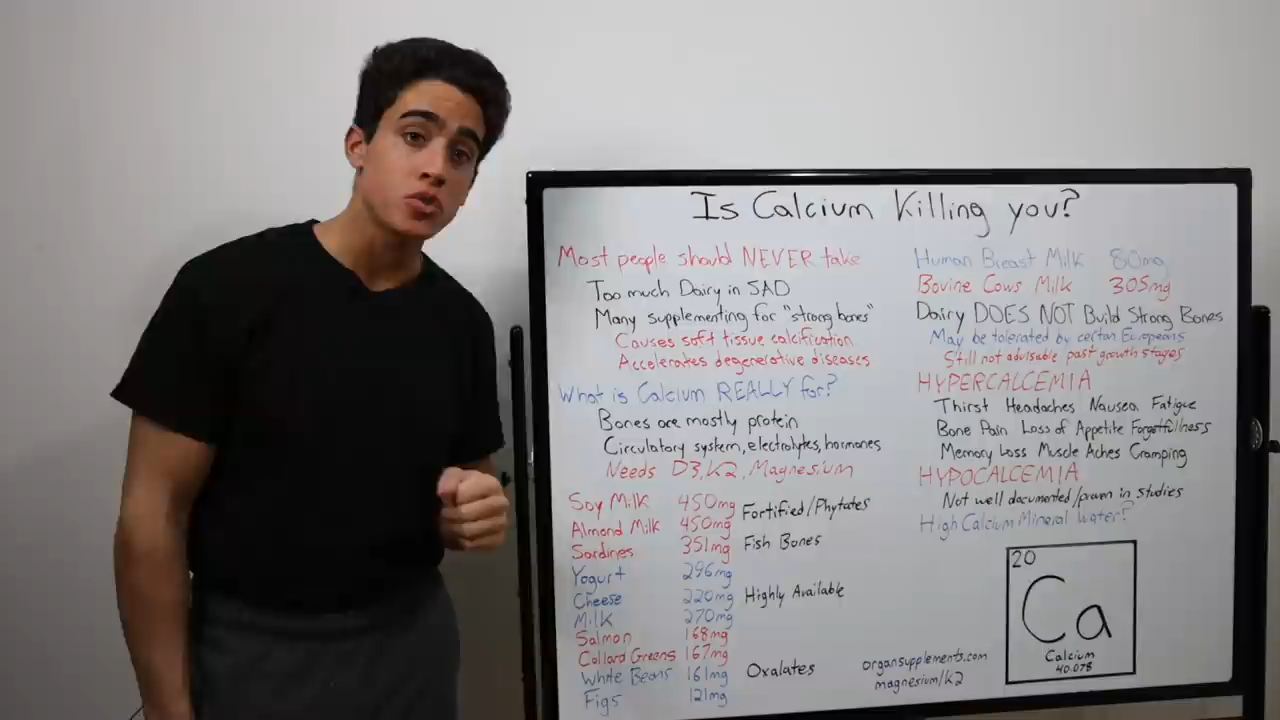 Is Calcium Killing you?
Most people should NEVER take
Too much Dairy in SAD
Many supplementing for "strong bones"
Causes soft tissue calcification
Accelerates degenerative diseases
What is Calcium REALLY for?
Bones are mostly protein
Circulatory system, electrolytes, hormones
Needs D3, K2, Magnesium
Soy Milk 450mg Fortified/Phytates
Almond Milk 450mg
Sardines 351mg Fish Bones
Yogurt 296mg
Cheese 220mg Highly Available
Milk 270mg
Salmon 168mg
Collard Greens 167mg
White Beans 161mg Oxalates
Figs 121mg
Human Breast Milk 80mg
Bovine Cows Milk 305mg
Dairy DOES NOT Build Strong Bones
May be tolerated by certan Europeans
Still not advisable past growth stages
HYPERCALCEMIA
Thirst Headaches Nausea Fatigue
Bone Pain Loss of Appetite Forgetfullness
Memory Loss Muscle Aches Cramping
HYPOCALCEMIA
Not well documented/proven in studies
High Calcium Mineral Water?
20
Ca
Calcium
40.078
organsupplements.com
magnesium/k2